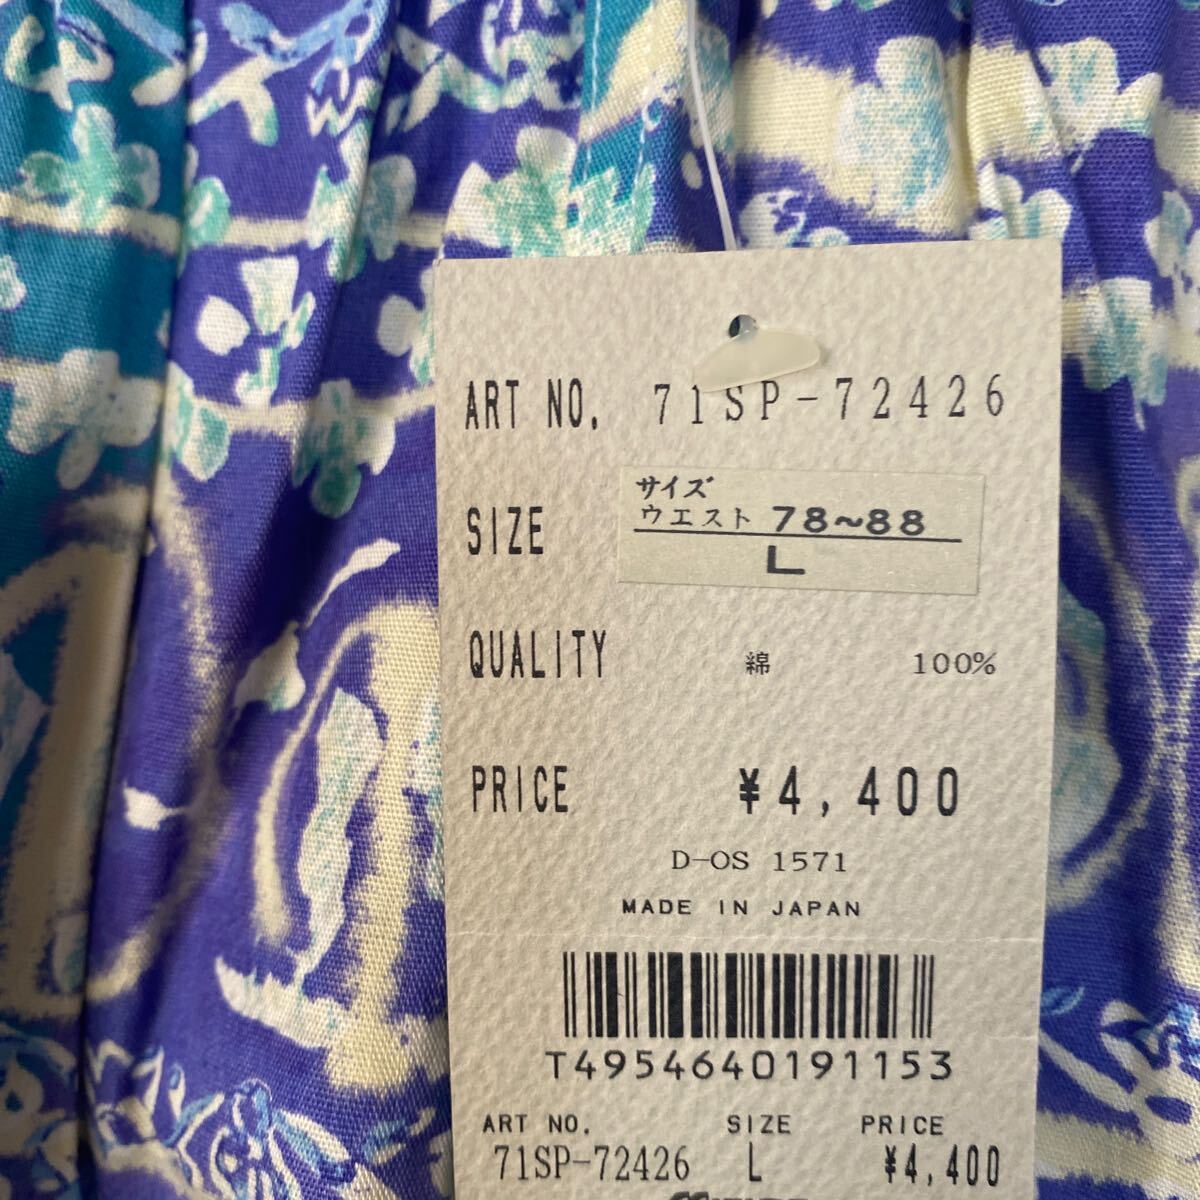 ART NO. 71SP-72426
サイズ
SIZE ウエスト 78~88
L
QUALITY 綿 100%
PRICE ¥4,400
D-OS 1571
MADE IN JAPAN
T4954640191153
ART NO. SIZE PRICE
71SP-72426 L ¥4,400